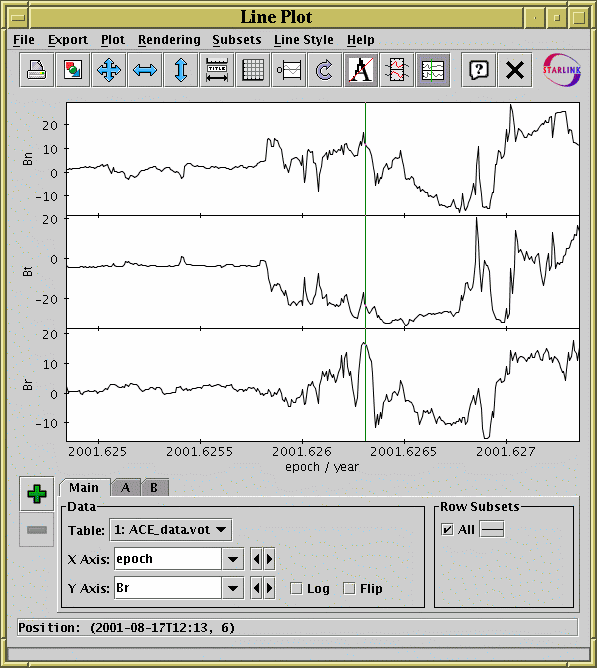 Line Plot
File Export Plot Rendering Subsets Line Style Help
TITLE A ? STARLINK
20
10
0
-10
Bn
20
0
-20
Bt
20
10
0
-10
Br
2001.625 2001.6255 2001.626 2001.6265 2001.627
epoch / year
Main A B
Data
Row Subsets
Table: 1: ACE_data.vot
All
X Axis: epoch
Y Axis: Br Log Flip
Position: (2001-08-17T12:13, 6)